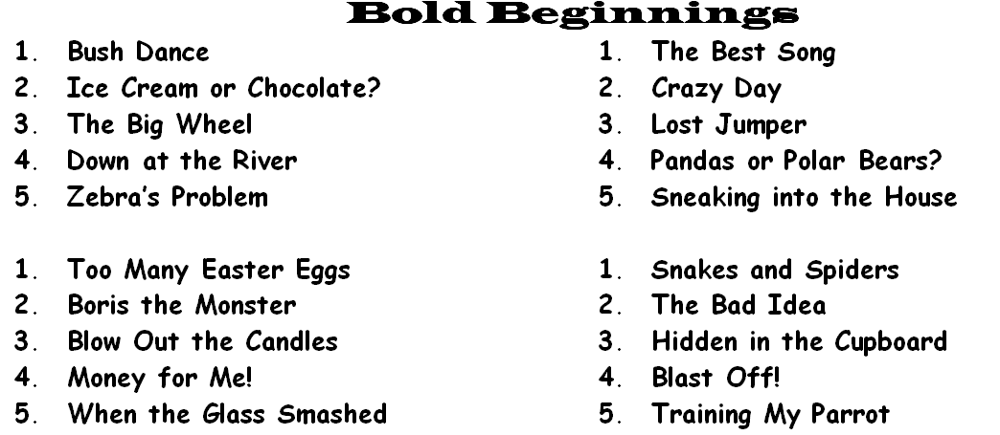 Bold Beginnings
1. Bush Dance
2. Ice Cream or Chocolate?
3. The Big Wheel
4. Down at the River
5. Zebra's Problem
1. The Best Song
2. Crazy Day
3. Lost Jumper
4. Pandas or Polar Bears?
5. Sneaking into the House
1. Too Many Easter Eggs
2. Boris the Monster
3. Blow Out the Candles
4. Money for Me!
5. When the Glass Smashed
1. Snakes and Spiders
2. The Bad Idea
3. Hidden in the Cupboard
4. Blast Off!
5. Training My Parrot